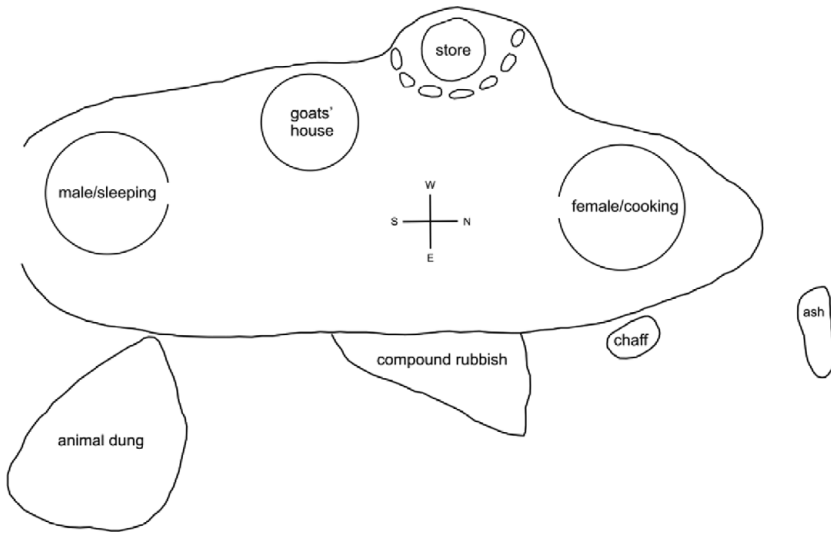 store
goats'
house
male/sleeping
female/cooking
W
S
N
E
ash
chaff
compound rubbish
animal dung